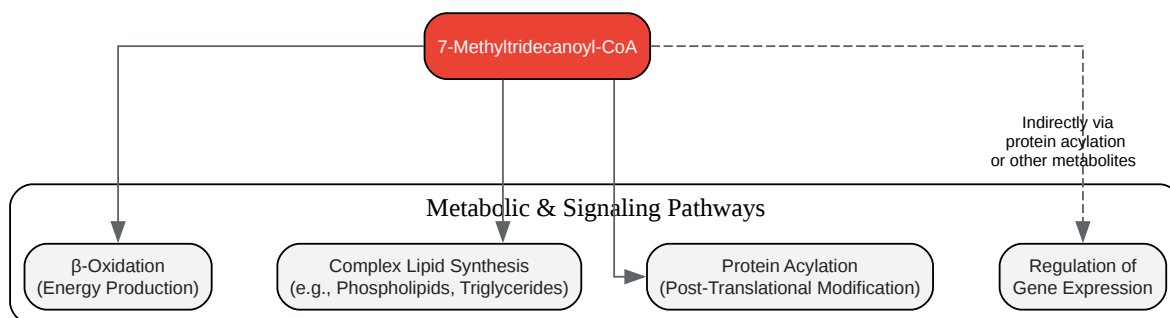 7-Methyltridecanoyl-CoA
Indirectly via
protein acylation
or other metabolites
Metabolic & Signaling Pathways
β-Oxidation
(Energy Production)
Complex Lipid Synthesis
(e.g., Phospholipids, Triglycerides)
Protein Acylation
(Post-Translational Modification)
Regulation of
Gene Expression